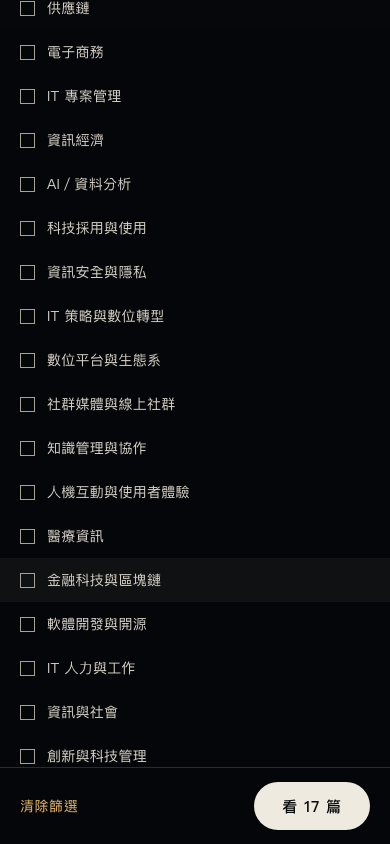 供應鏈
電子商務
IT 專案管理
資訊經濟
AI / 資料分析
科技採用與使用
資訊安全與隱私
IT 策略與數位轉型
數位平台與生態系
社群媒體與線上社群
知識管理與協作
人機互動與使用者體驗
醫療資訊
金融科技與區塊鏈
軟體開發與開源
IT 人力與工作
資訊與社會
創新與科技管理
清除篩選
看 17 篇